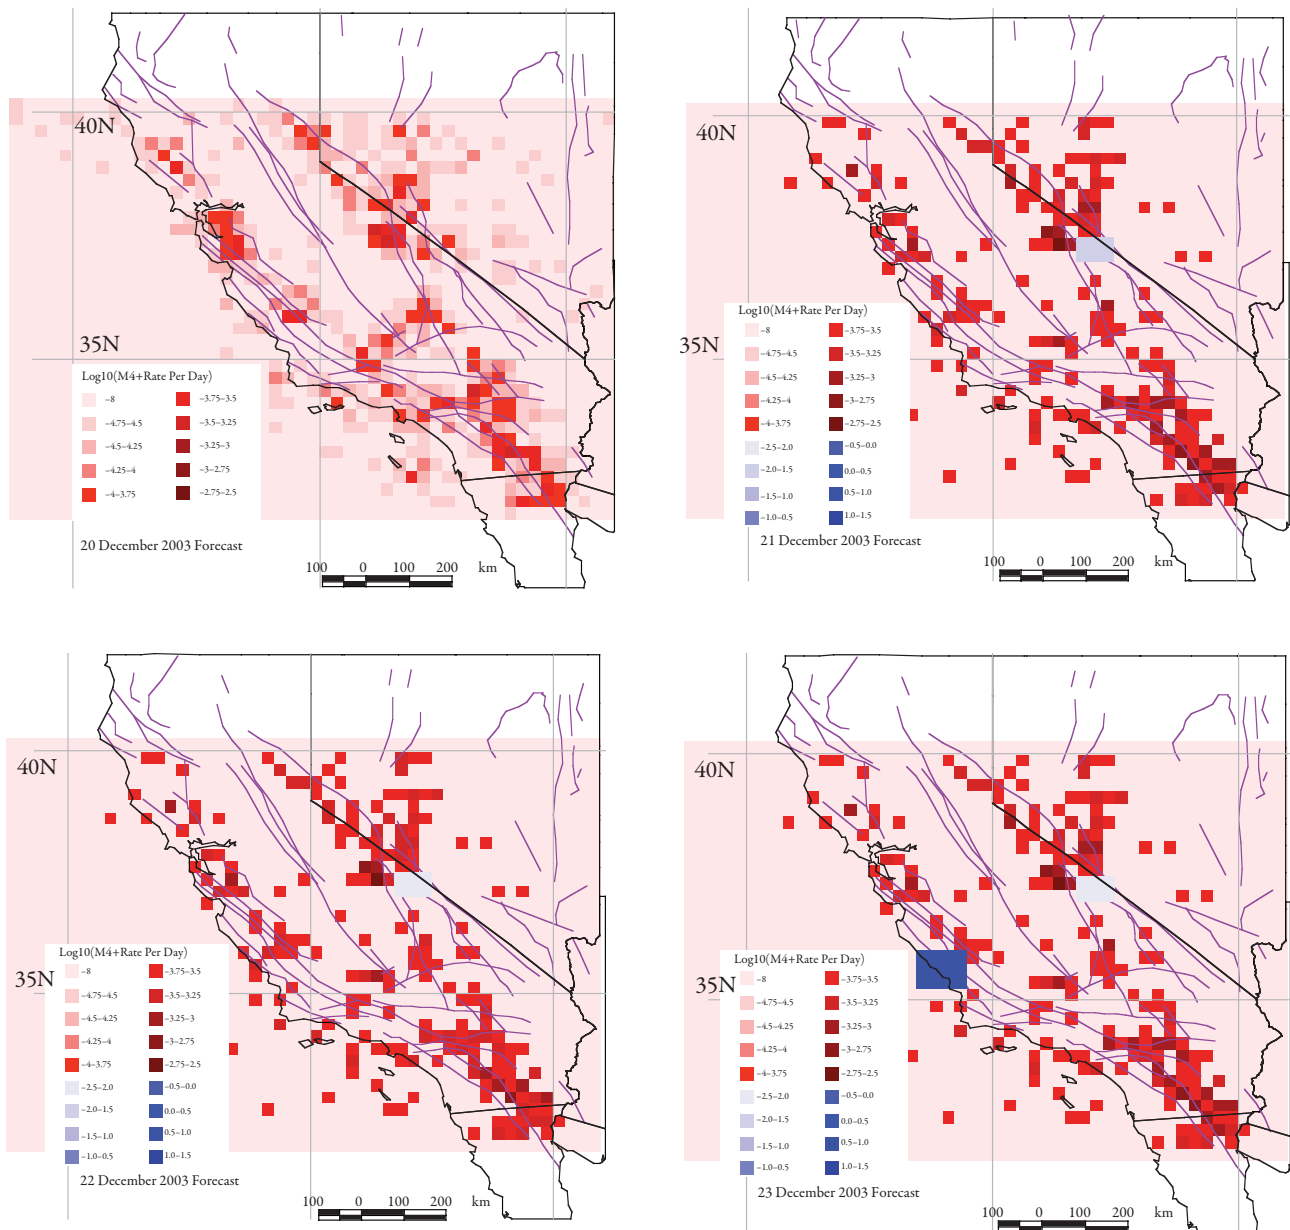 40N
35N
Log10(M4+Rate Per Day)
−8 −3.75–3.5
−4.75–4.5 −3.5–3.25
−4.5–4.25 −3.25–3
−4.25–4 −3–2.75
−4–3.75 −2.75–2.5
20 December 2003 Forecast
100 0 100 200 km
40N
35N
Log10(M4+Rate Per Day)
−8 −3.75–3.5
−4.75–4.5 −3.5–3.25
−4.5–4.25 −3.25–3
−4.25–4 −3–2.75
−4–3.75 −2.75–2.5
−2.5–2.0 −0.5–0.0
−2.0–1.5 0.0–0.5
−1.5–1.0 0.5–1.0
−1.0–0.5 1.0–1.5
21 December 2003 Forecast
100 0 100 200 km
40N
35N
Log10(M4+Rate Per Day)
−8 −3.75–3.5
−4.75–4.5 −3.5–3.25
−4.5–4.25 −3.25–3
−4.25–4 −3–2.75
−4–3.75 −2.75–2.5
−2.5–2.0 −0.5–0.0
−2.0–1.5 0.0–0.5
−1.5–1.0 0.5–1.0
−1.0–0.5 1.0–1.5
22 December 2003 Forecast
100 0 100 200 km
40N
35N
Log10(M4+Rate Per Day)
−8 −3.75–3.5
−4.75–4.5 −3.5–3.25
−4.5–4.25 −3.25–3
−4.25–4 −3–2.75
−4–3.75 −2.75–2.5
−2.5–2.0 −0.5–0.0
−2.0–1.5 0.0–0.5
−1.5–1.0 0.5–1.0
−1.0–0.5 1.0–1.5
23 December 2003 Forecast
100 0 100 200 km